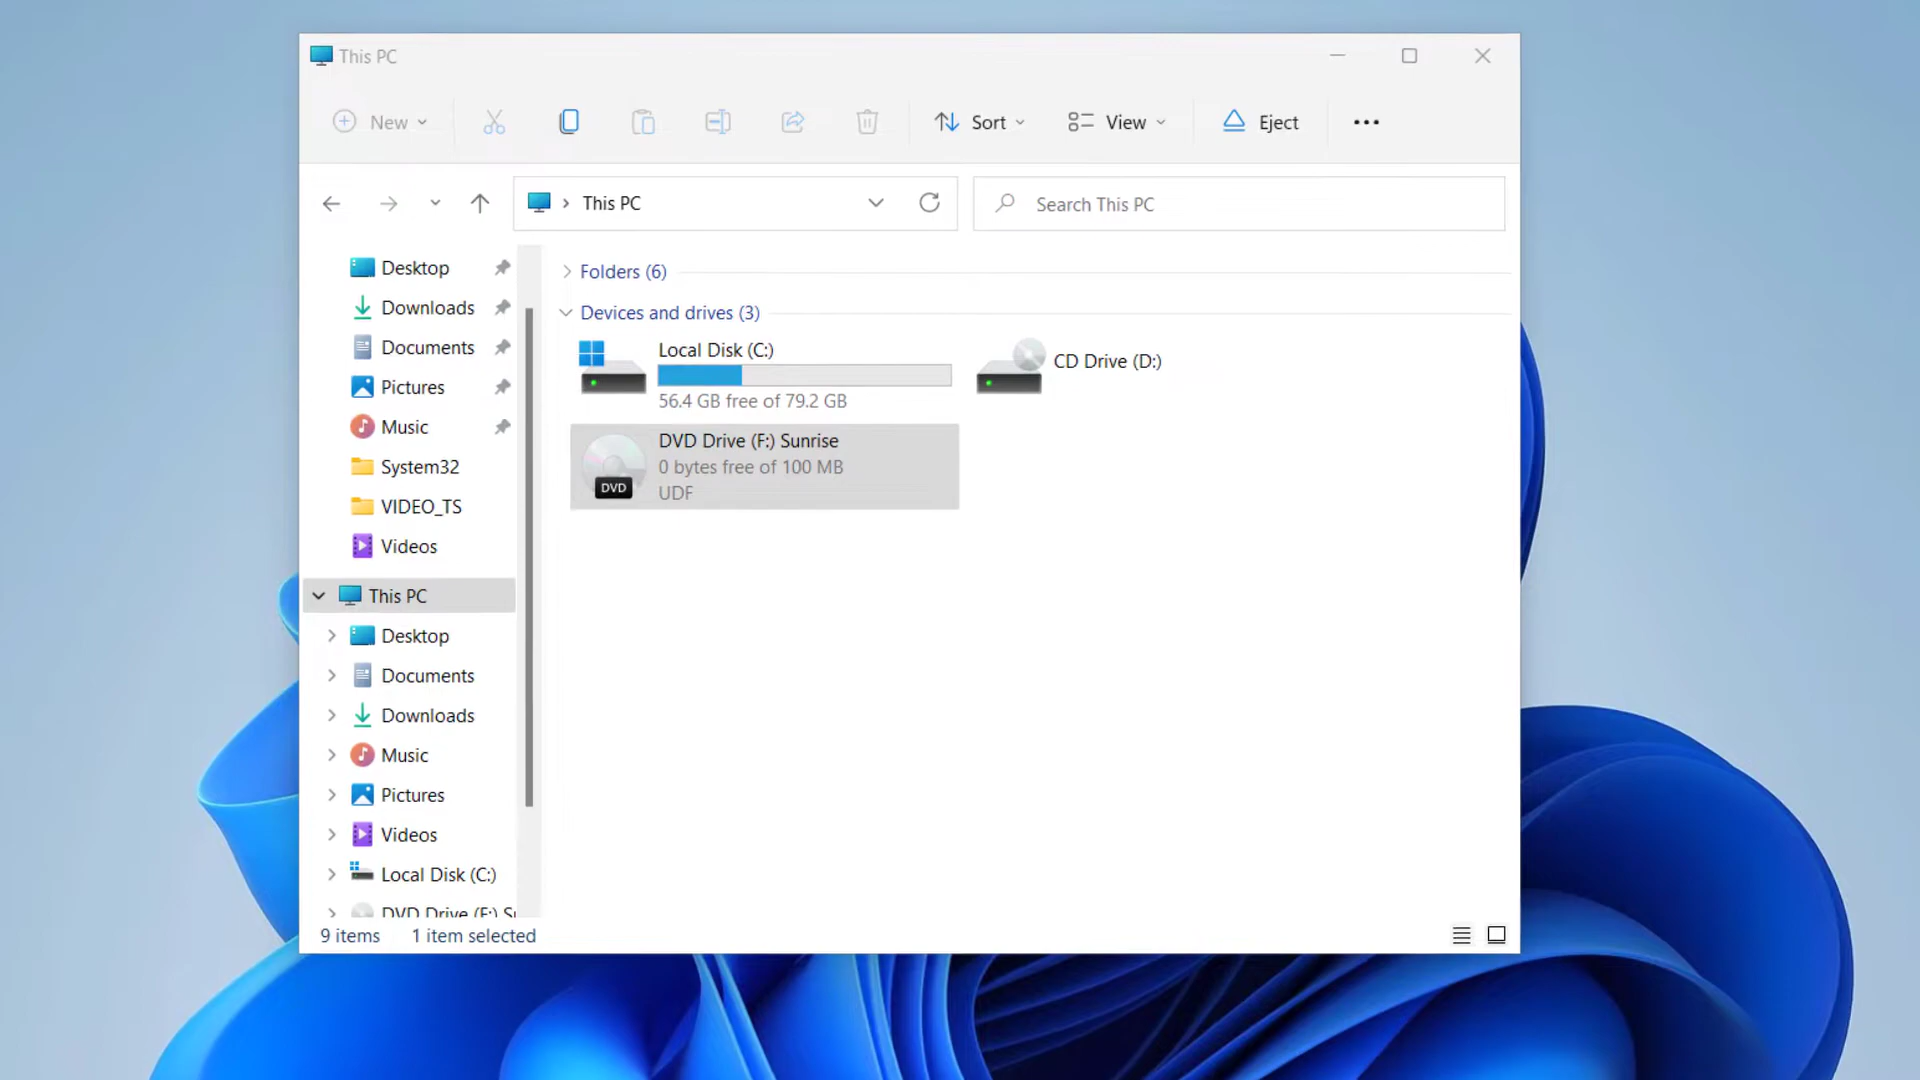 This PC
New
Sort
View
Eject
This PC
Search This PC
Desktop
Downloads
Documents
Pictures
Music
System32
VIDEO_TS
Videos
This PC
Desktop
Documents
Downloads
Music
Pictures
Videos
Local Disk (C:)
DVD Drive (F:) Su
Folders (6)
Devices and drives (3)
Local Disk (C:)
56.4 GB free of 79.2 GB
CD Drive (D:)
DVD Drive (F:) Sunrise
0 bytes free of 100 MB
UDF
DVD
9 items
1 item selected